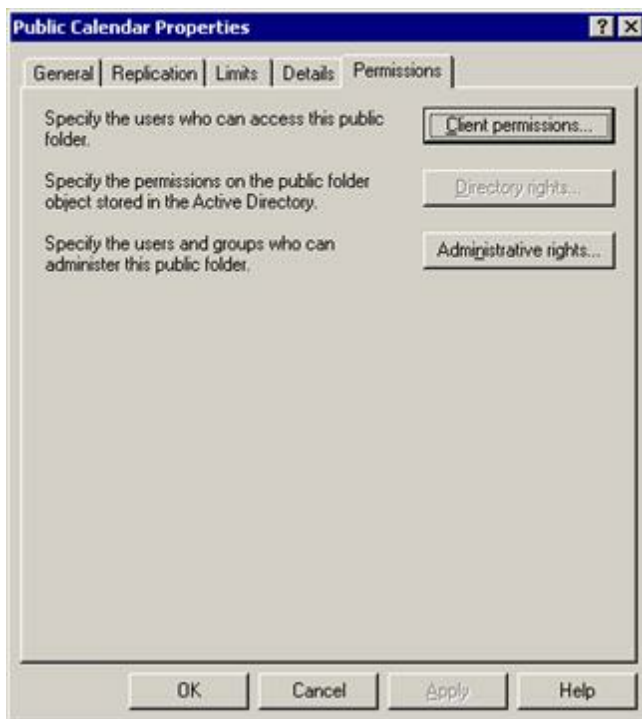 Public Calendar Properties
General Replication Limits Details Permissions
Specify the users who can access this public
folder.
Client permissions...
Specify the permissions on the public folder
object stored in the Active Directory.
Directory rights...
Specify the users and groups who can
administer this public folder.
Administrative rights...
OK Cancel Apply Help